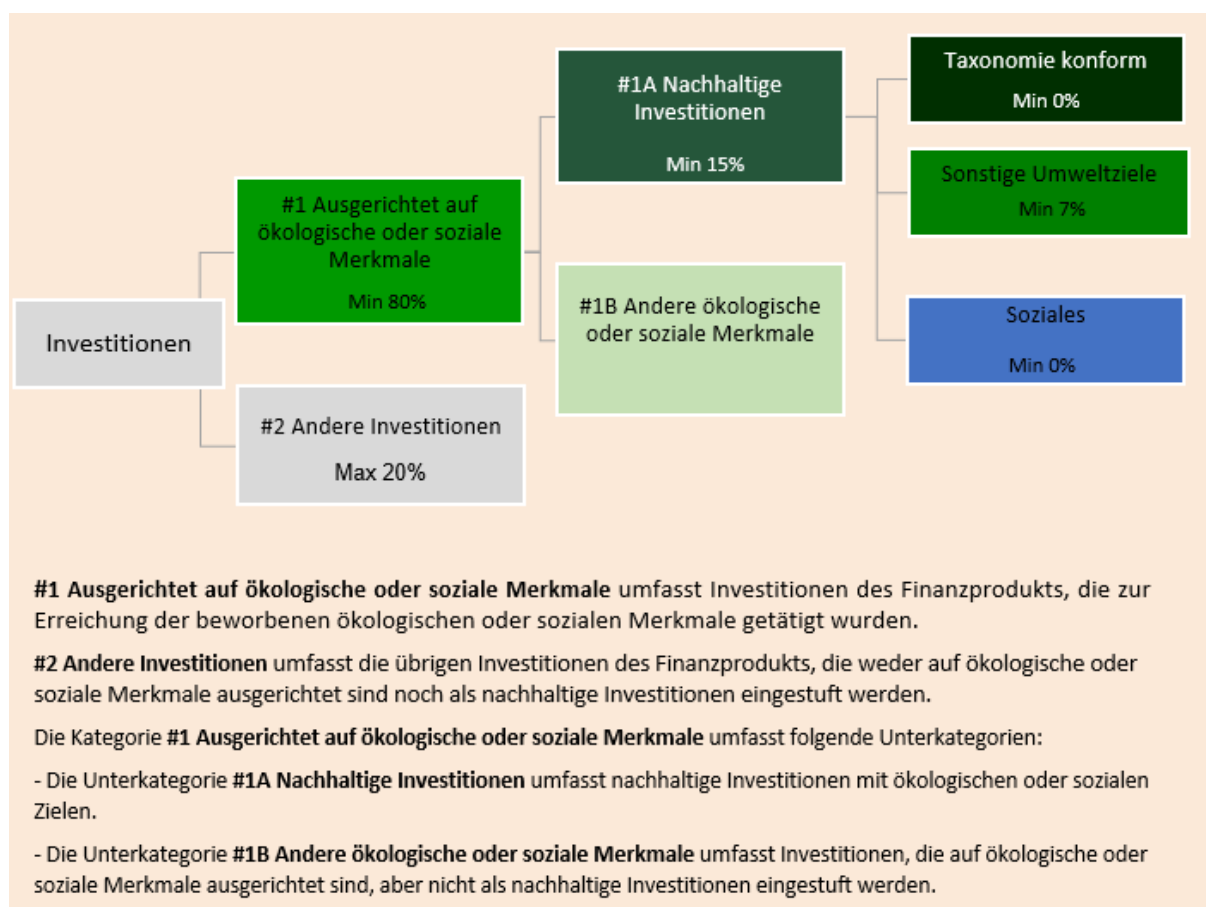 Investitionen
#1 Ausgerichtet auf
ökologische oder soziale
Merkmale
Min 80%
#2 Andere Investitionen
Max 20%
#1A Nachhaltige
Investitionen
Min 15%
#1B Andere ökologische
oder soziale Merkmale
Taxonomie konform
Min 0%
Sonstige Umweltziele
Min 7%
Soziales
Min 0%
#1 Ausgerichtet auf ökologische oder soziale Merkmale umfasst Investitionen des Finanzprodukts, die zur
Erreichung der beworbenen ökologischen oder sozialen Merkmale getätigt wurden.
#2 Andere Investitionen umfasst die übrigen Investitionen des Finanzprodukts, die weder auf ökologische oder
soziale Merkmale ausgerichtet sind noch als nachhaltige Investitionen eingestuft werden.
Die Kategorie #1 Ausgerichtet auf ökologische oder soziale Merkmale umfasst folgende Unterkategorien:
- Die Unterkategorie #1A Nachhaltige Investitionen umfasst nachhaltige Investitionen mit ökologischen oder sozialen
Zielen.
- Die Unterkategorie #1B Andere ökologische oder soziale Merkmale umfasst Investitionen, die auf ökologische oder
soziale Merkmale ausgerichtet sind, aber nicht als nachhaltige Investitionen eingestuft werden.